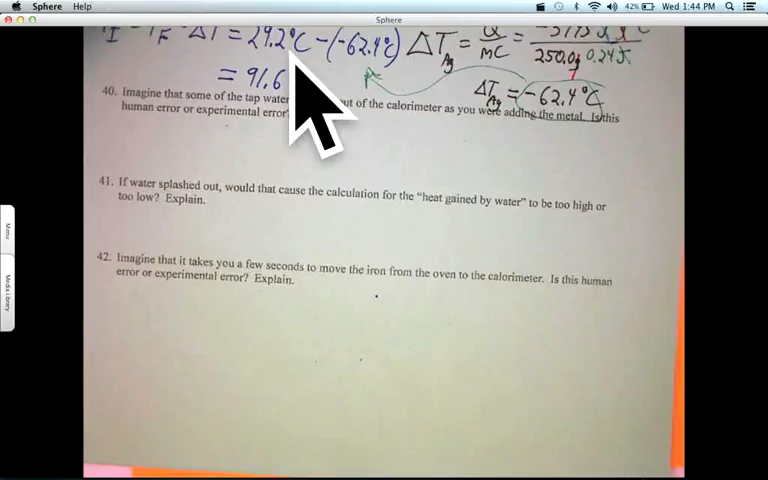 Sphere Help 42% Wed 1:44 PM
Sphere
= 29.2°C - (-62.4°C) ΔT Ag = Q/MC =
250.0g 0.24J
= 91.6 ΔT Ag = -62.4°C
40. Imagine that some of the tap water out of the calorimeter as you were adding the metal. Is this
human error or experimental error
41. If water splashed out, would that cause the calculation for the “heat gained by water” to be too high or
too low? Explain.
42. Imagine that it takes you a few seconds to move the iron from the oven to the calorimeter. Is this human
error or experimental error? Explain.
Menu
Media Library